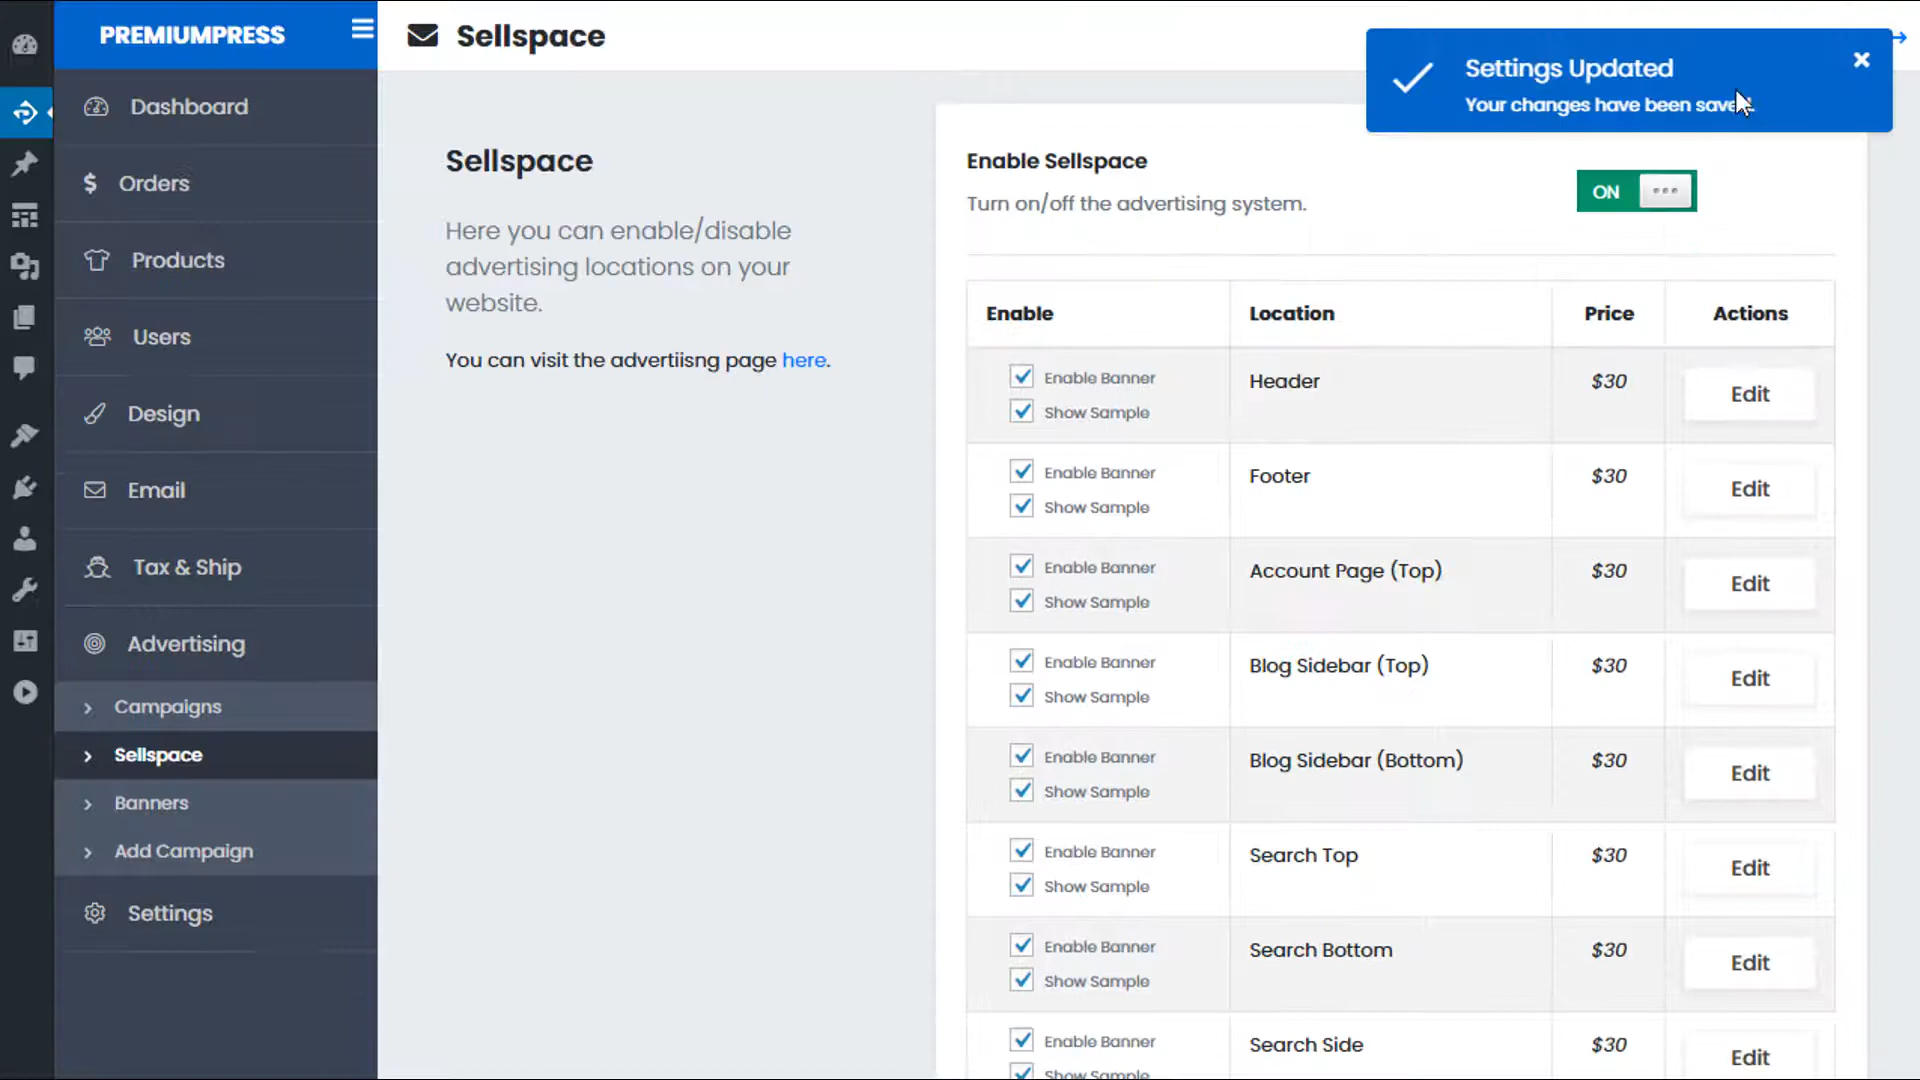 PREMIUMPRESS
Sellspace
Settings Updated
Your changes have been save
Dashboard
Orders
Products
Users
Design
Email
Tax & Ship
Advertising
Campaigns
Sellspace
Banners
Add Campaign
Settings
Sellspace
Here you can enable/disable
advertising locations on your
website.
You can visit the advertiisng page here.
Enable Sellspace
Turn on/off the advertising system.
ON
Enable Location Price Actions
Enable Banner Header $30 Edit
Show Sample
Enable Banner Footer $30 Edit
Show Sample
Enable Banner Account Page (Top) $30 Edit
Show Sample
Enable Banner Blog Sidebar (Top) $30 Edit
Show Sample
Enable Banner Blog Sidebar (Bottom) $30 Edit
Show Sample
Enable Banner Search Top $30 Edit
Show Sample
Enable Banner Search Bottom $30 Edit
Show Sample
Enable Banner Search Side $30 Edit
Show Sample